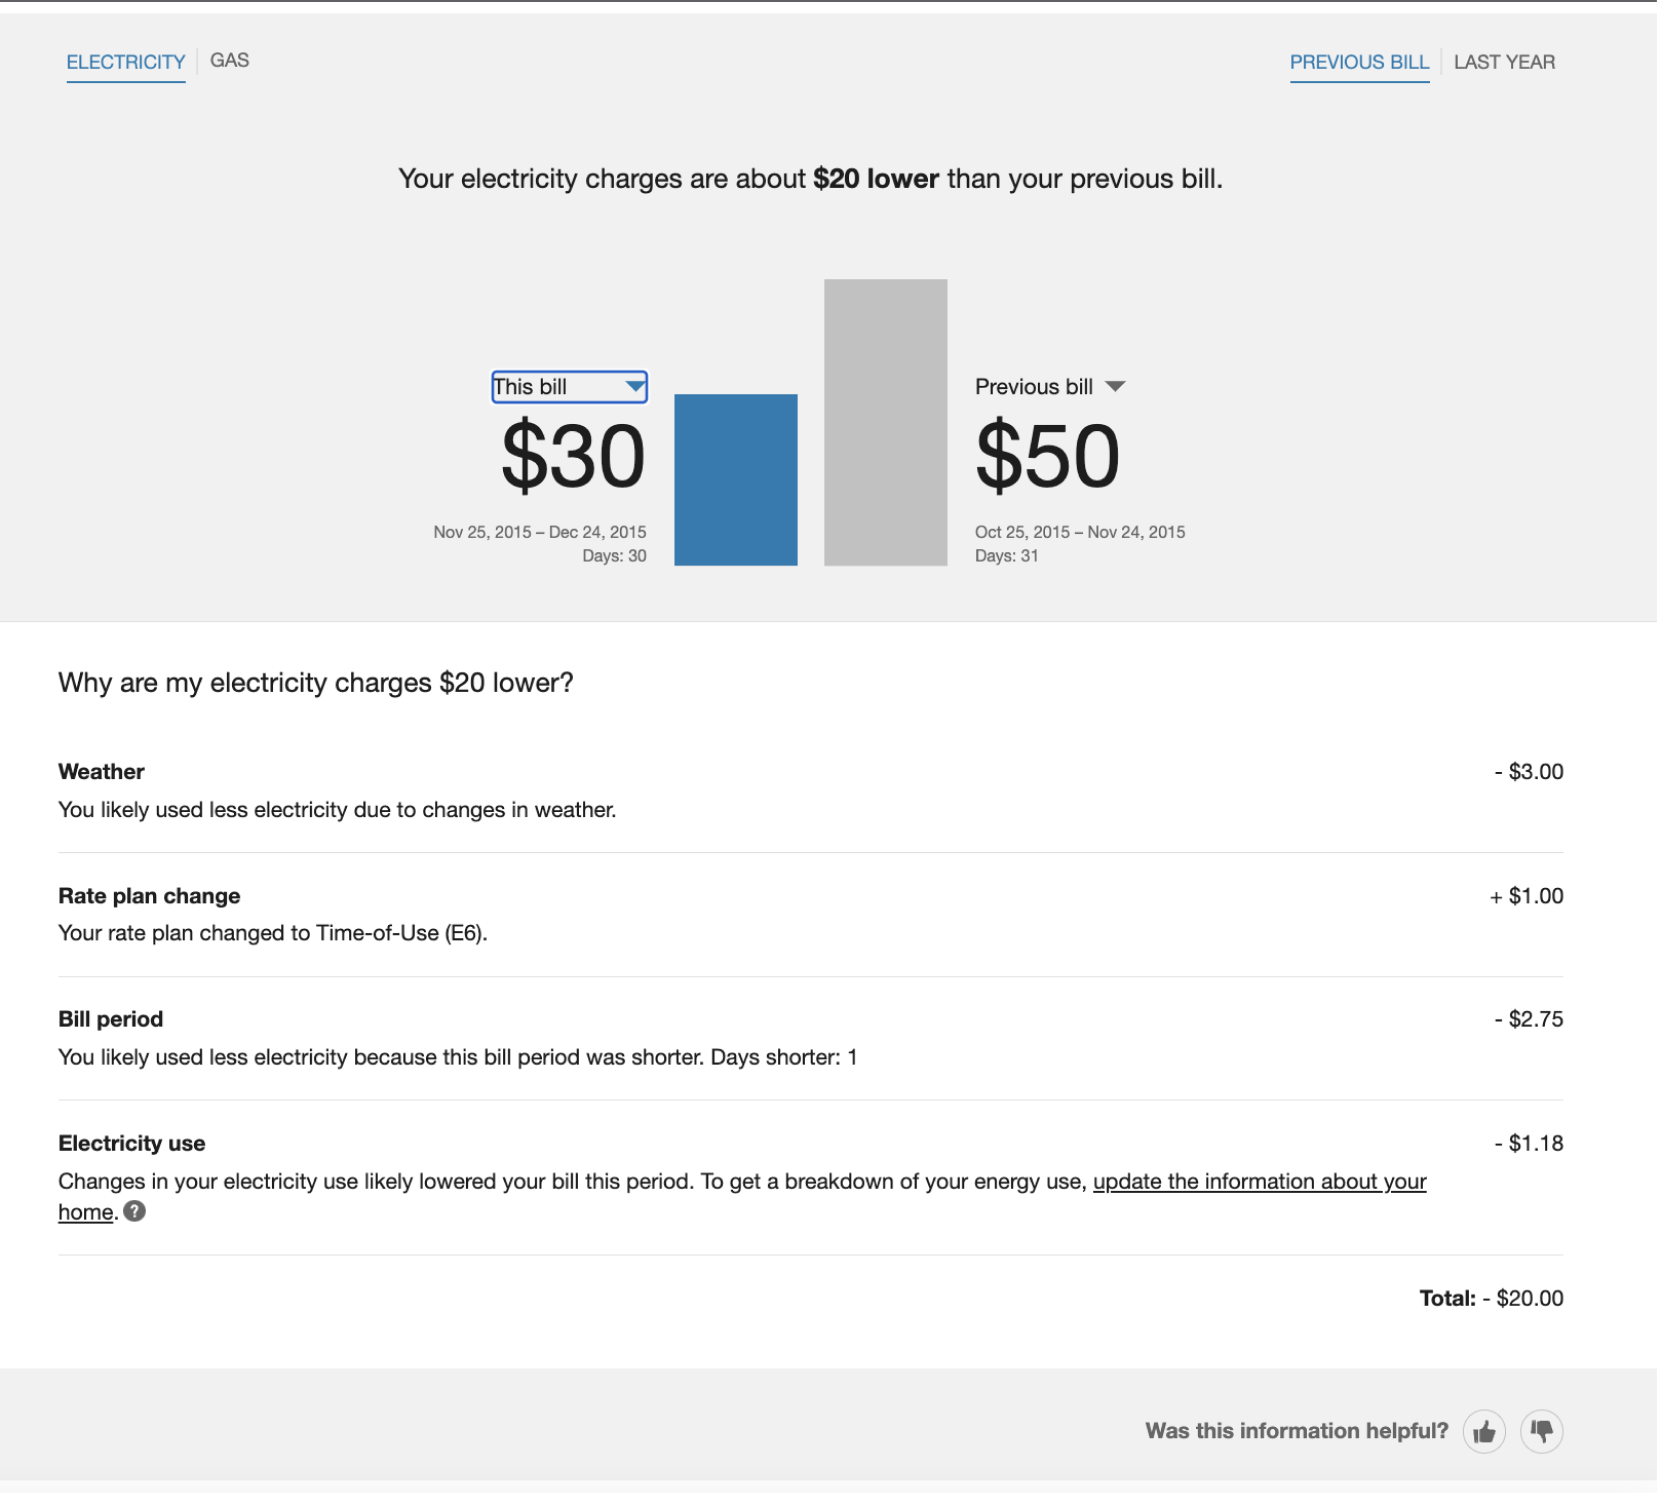 ELECTRICITY GAS PREVIOUS BILL LAST YEAR
Your electricity charges are about $20 lower than your previous bill.
This bill
$30
Nov 25, 2015 – Dec 24, 2015
Days: 30
Previous bill
$50
Oct 25, 2015 – Nov 24, 2015
Days: 31
Why are my electricity charges $20 lower?
Weather - $3.00
You likely used less electricity due to changes in weather.
Rate plan change + $1.00
Your rate plan changed to Time-of-Use (E6).
Bill period - $2.75
You likely used less electricity because this bill period was shorter. Days shorter: 1
Electricity use - $1.18
Changes in your electricity use likely lowered your bill this period. To get a breakdown of your energy use, update the information about your
home. ?
Total: - $20.00
Was this information helpful?